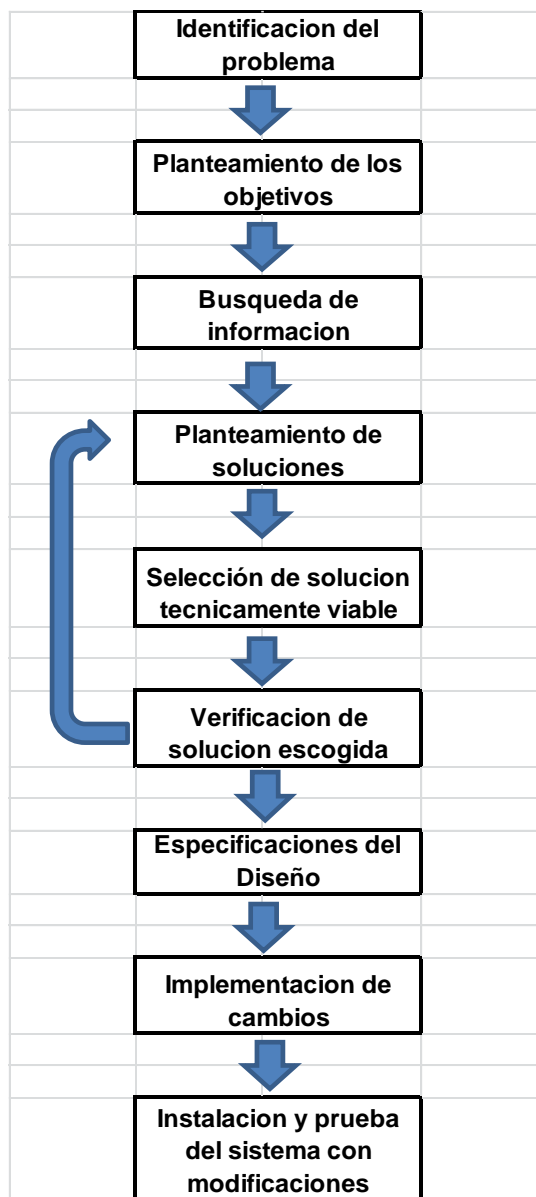 Identificacion del
problema
Planteamiento de los
objetivos
Busqueda de
informacion
Planteamiento de
soluciones
Selección de solucion
tecnicamente viable
Verificacion de
solucion escogida
Especificaciones del
Diseño
Implementacion de
cambios
Instalacion y prueba
del sistema con
modificaciones